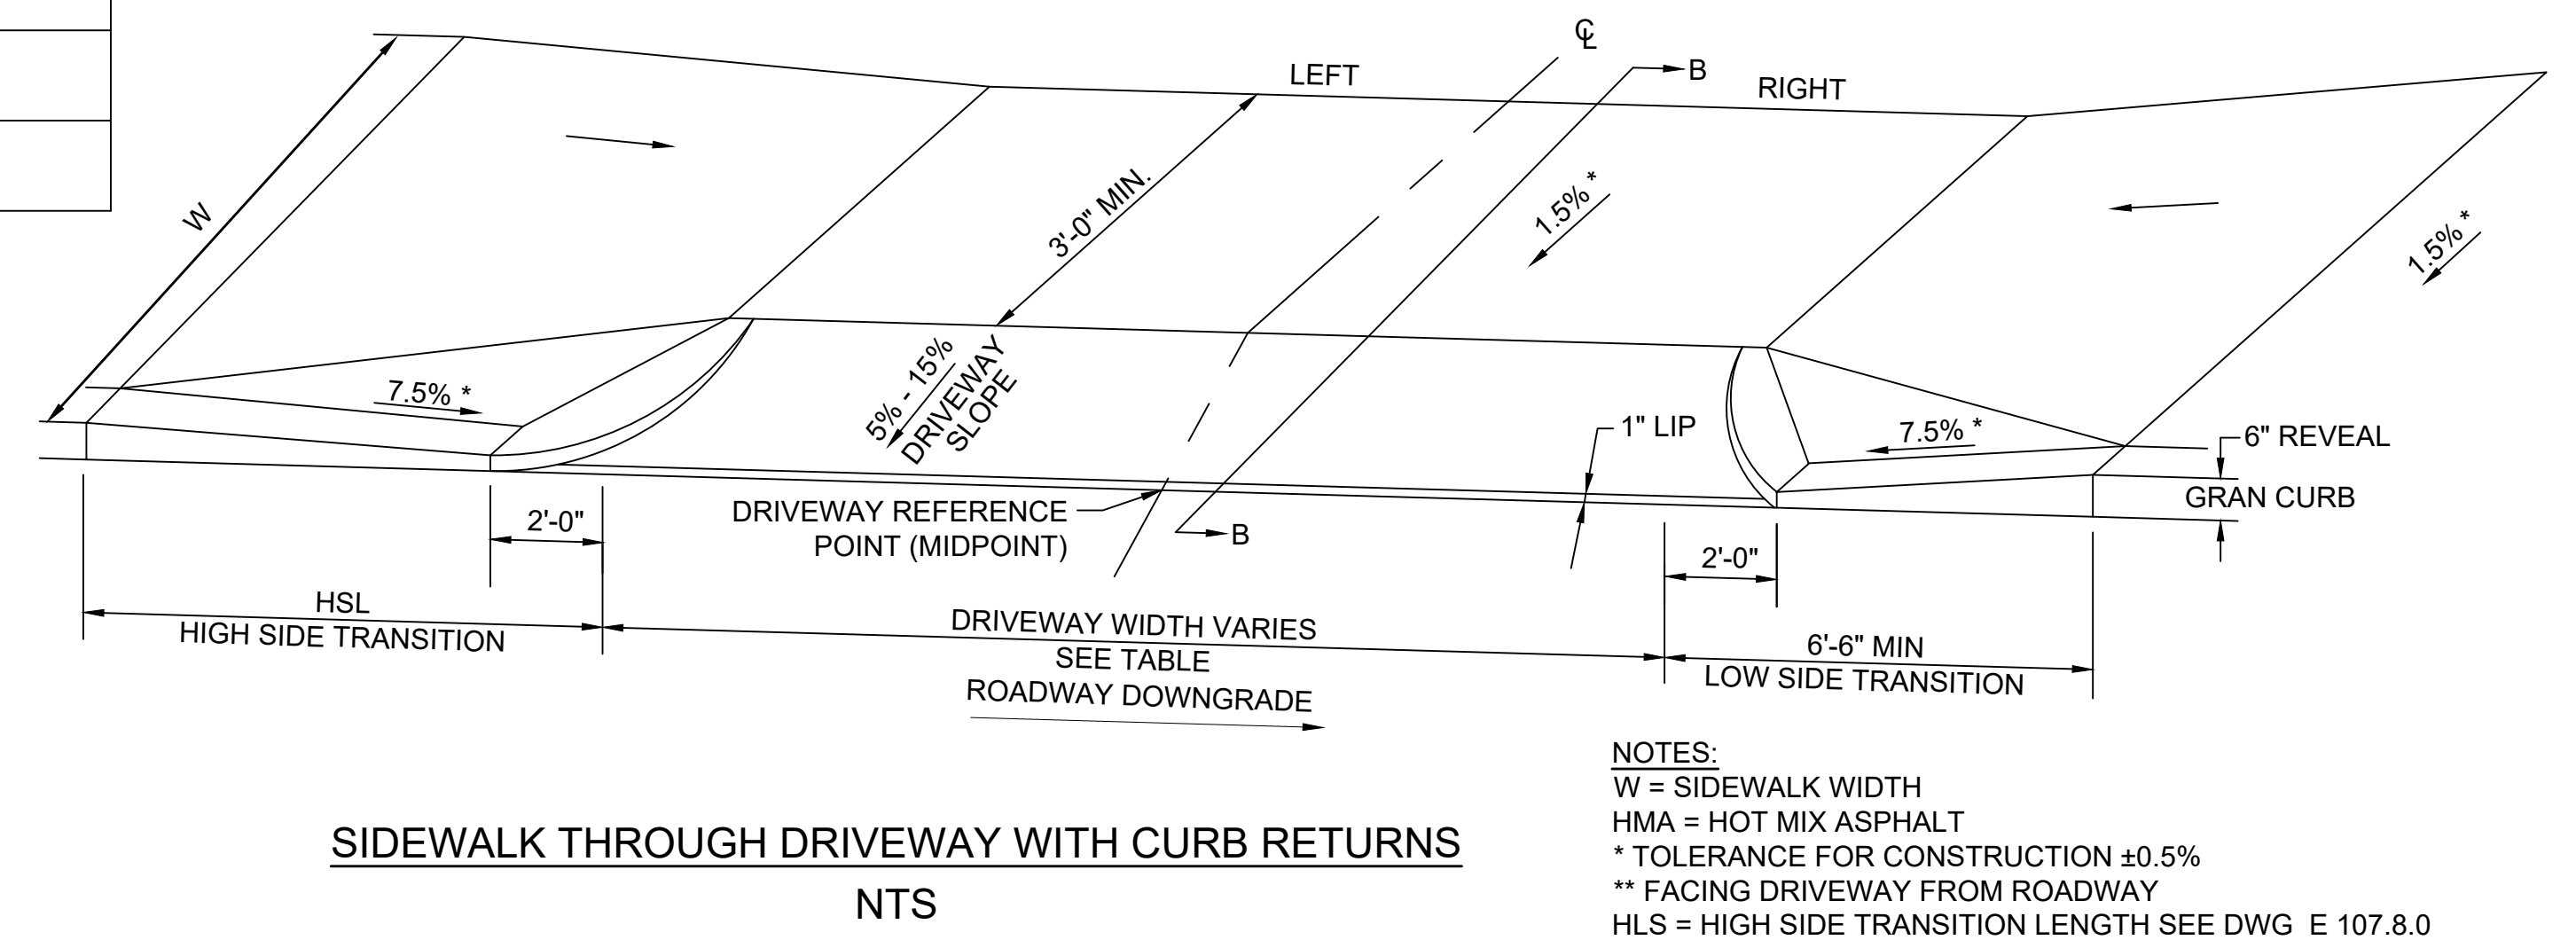 ℄
B
LEFT
RIGHT
W
3'-0" MIN.
1.5% *
1.5% *
5% - 15%
DRIVEWAY
SLOPE
7.5% *
7.5% *
1" LIP
6" REVEAL
GRAN CURB
DRIVEWAY REFERENCE
POINT (MIDPOINT)
B
2'-0"
2'-0"
HSL
HIGH SIDE TRANSITION
DRIVEWAY WIDTH VARIES
SEE TABLE
ROADWAY DOWNGRADE
6'-6" MIN
LOW SIDE TRANSITION
SIDEWALK THROUGH DRIVEWAY WITH CURB RETURNS
NTS
NOTES:
W = SIDEWALK WIDTH
HMA = HOT MIX ASPHALT
* TOLERANCE FOR CONSTRUCTION ±0.5%
** FACING DRIVEWAY FROM ROADWAY
HLS = HIGH SIDE TRANSITION LENGTH SEE DWG E 107.8.0